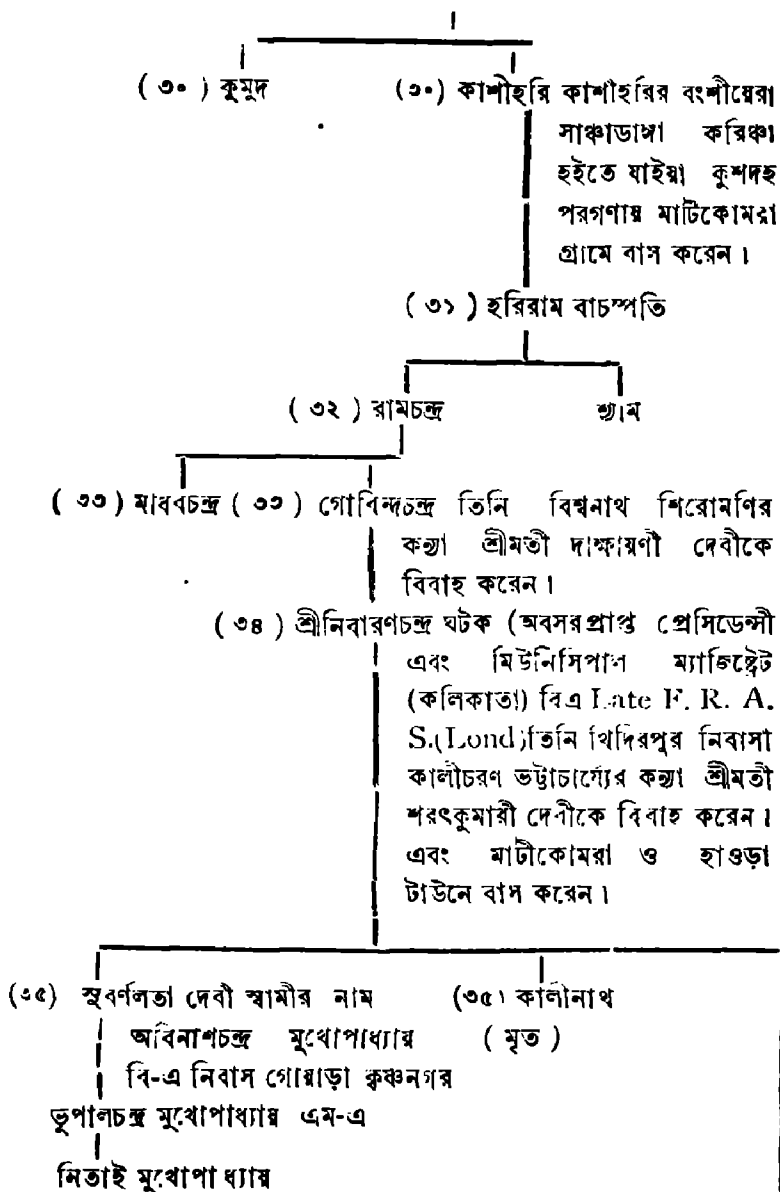 ( ৩০ ) কুমুদ (৩০) কাশীহরি কাশীহরির বংশীয়েরা
সাঞ্চাডাঙ্গা করিঞ্চা
হইতে যাইয়া কুশদহ
পরগণায় মাটিকোমরা
গ্রামে বাস করেন।
( ৩১ ) হরিরাম বাচস্পতি
( ৩২ ) রামচন্দ্র শ্যাম
( ৩৩ ) মাধবচন্দ্র ( ৩৩ ) গোবিন্দচন্দ্র তিনি বিশ্বনাথ শিরোমণির
কন্যা শ্রীমতী দাক্ষায়ণী দেবীকে
বিবাহ করেন।
( ৩৪ ) শ্রীনিবারণচন্দ্র ঘটক (অবসরপ্রাপ্ত প্রেসিডেন্সী
এবং মিউনিসিপাল ম্যাজিষ্ট্রেট
(কলিকাতা) বিএ Late F. R. A.
S.(Lond)তিনি খিদিরপুর নিবাসী
কালীচরণ ভট্টাচার্য্যের কন্যা শ্রীমতী
শরৎকুমারী দেবীকে বিবাহ করেন।
এবং মাটীকোমরা ও হাওড়া
টাউনে বাস করেন।
(৩৫) সুবর্ণলতা দেবী স্বামীর নাম (৩৫) কালীনাথ
অবিনাশচন্দ্র মুখোপাধ্যায় ( মৃত )
বি-এ নিবাস গোয়াড়ী কৃষ্ণনগর
ভূপালচন্দ্র মুখোপাধ্যায় এম-এ
নিতাই মুখোপাধ্যায়